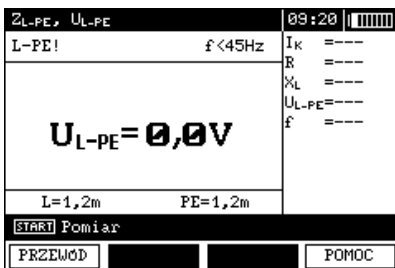 ZL-PE, UL-PE 09:20
L-PE! f<45Hz
IK =---
R =---
XL =---
UL-PE=---
f =---
UL-PE= 0,0V
L=1,2m PE=1,2m
START Pomiar
PRZEWÓD POMOC